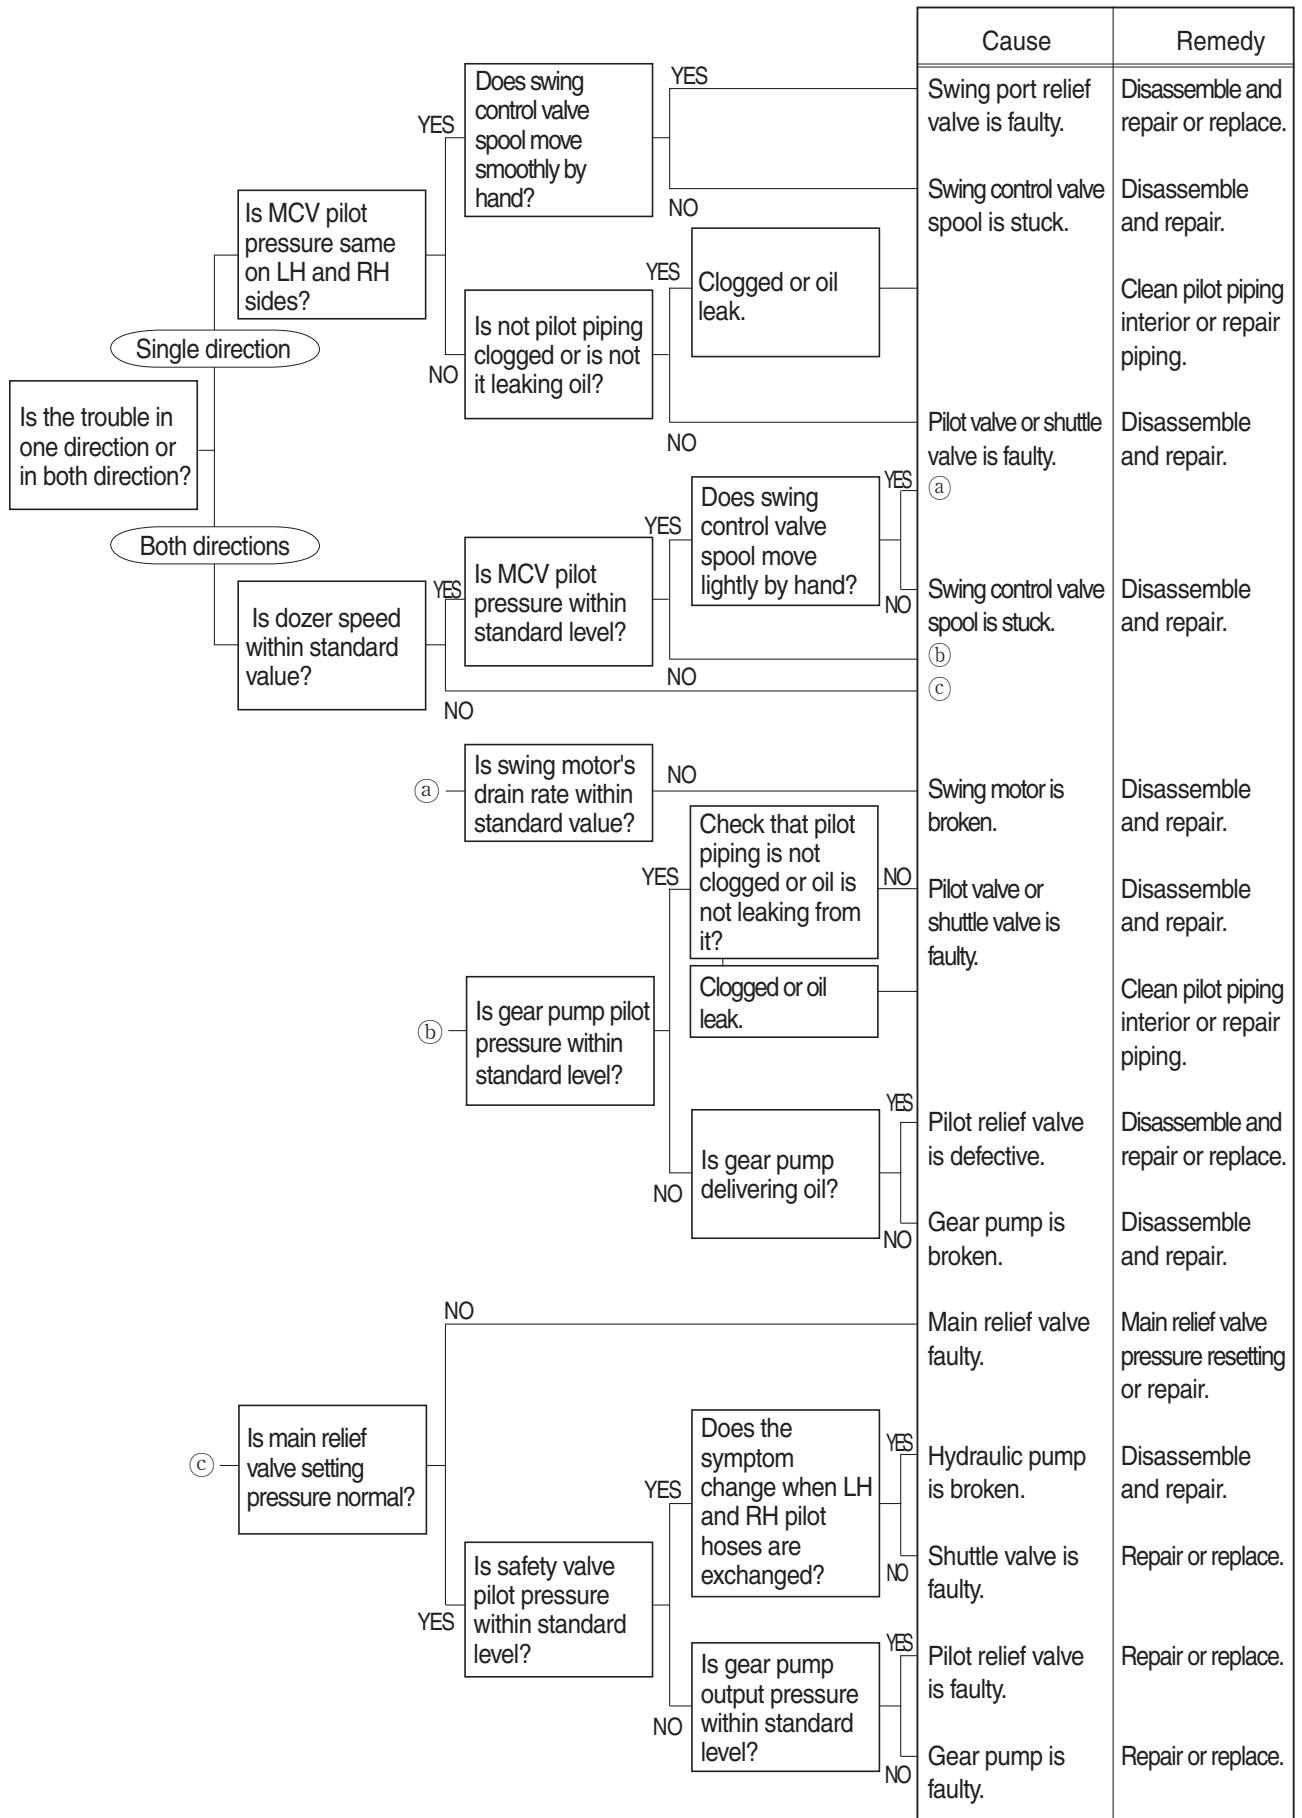 Cause
Remedy
Does swing
control valve
spool move
smoothly by
hand?
YES
YES
NO
Swing port relief
valve is faulty.
Disassemble and
repair or replace.
Swing control valve
spool is stuck.
Disassemble
and repair.
Is MCV pilot
pressure same
on LH and RH
sides?
Clogged or oil
leak.
YES
Clean pilot piping
interior or repair
piping.
Is not pilot piping
clogged or is not
it leaking oil?
NO
NO
Single direction
Is the trouble in
one direction or
in both direction?
Pilot valve or shuttle
valve is faulty.
Disassemble
and repair.
Both directions
Does swing
control valve
spool move
lightly by hand?
YES
YES
ⓐ
NO
Swing control valve
spool is stuck.
Disassemble
and repair.
Is MCV pilot
pressure within
standard level?
YES
NO
ⓑ
Is dozer speed
within standard
value?
NO
ⓒ
ⓐ
Is swing motor's
drain rate within
standard value?
NO
Swing motor is
broken.
Disassemble
and repair.
Check that pilot
piping is not
clogged or oil is
not leaking from
it?
YES
NO
Pilot valve or
shuttle valve is
faulty.
Disassemble
and repair.
Clogged or oil
leak.
Clean pilot piping
interior or repair
piping.
ⓑ
Is gear pump pilot
pressure within
standard level?
Is gear pump
delivering oil?
NO
YES
Pilot relief valve
is defective.
Disassemble and
repair or replace.
NO
Gear pump is
broken.
Disassemble
and repair.
NO
Main relief valve
faulty.
Main relief valve
pressure resetting
or repair.
ⓒ
Is main relief
valve setting
pressure normal?
Does the
symptom
change when LH
and RH pilot
hoses are
exchanged?
YES
YES
Hydraulic pump
is broken.
Disassemble
and repair.
NO
Shuttle valve is
faulty.
Repair or replace.
YES
Is safety valve
pilot pressure
within standard
level?
Is gear pump
output pressure
within standard
level?
NO
YES
Pilot relief valve
is faulty.
Repair or replace.
NO
Gear pump is
faulty.
Repair or replace.